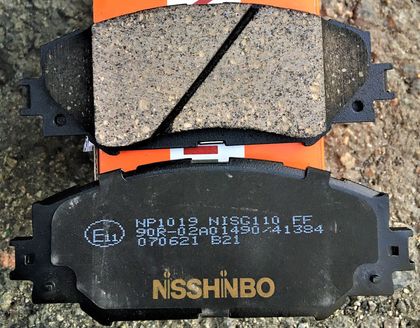 E11
NP1019 NISG110 FF
90R-02A01490/41384
070621 B21
NISSHINBO